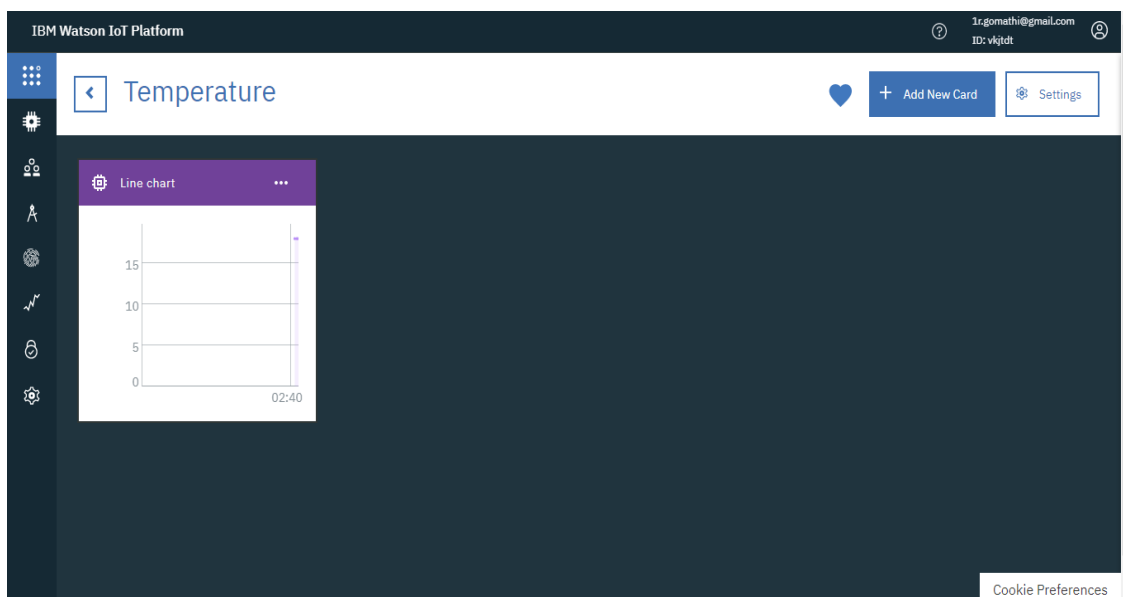 IBM Watson IoT Platform
1r.gomathi@gmail.com
ID: vkjtdt
Temperature
+ Add New Card
Settings
Line chart
15
10
5
0
02:40
Cookie Preferences